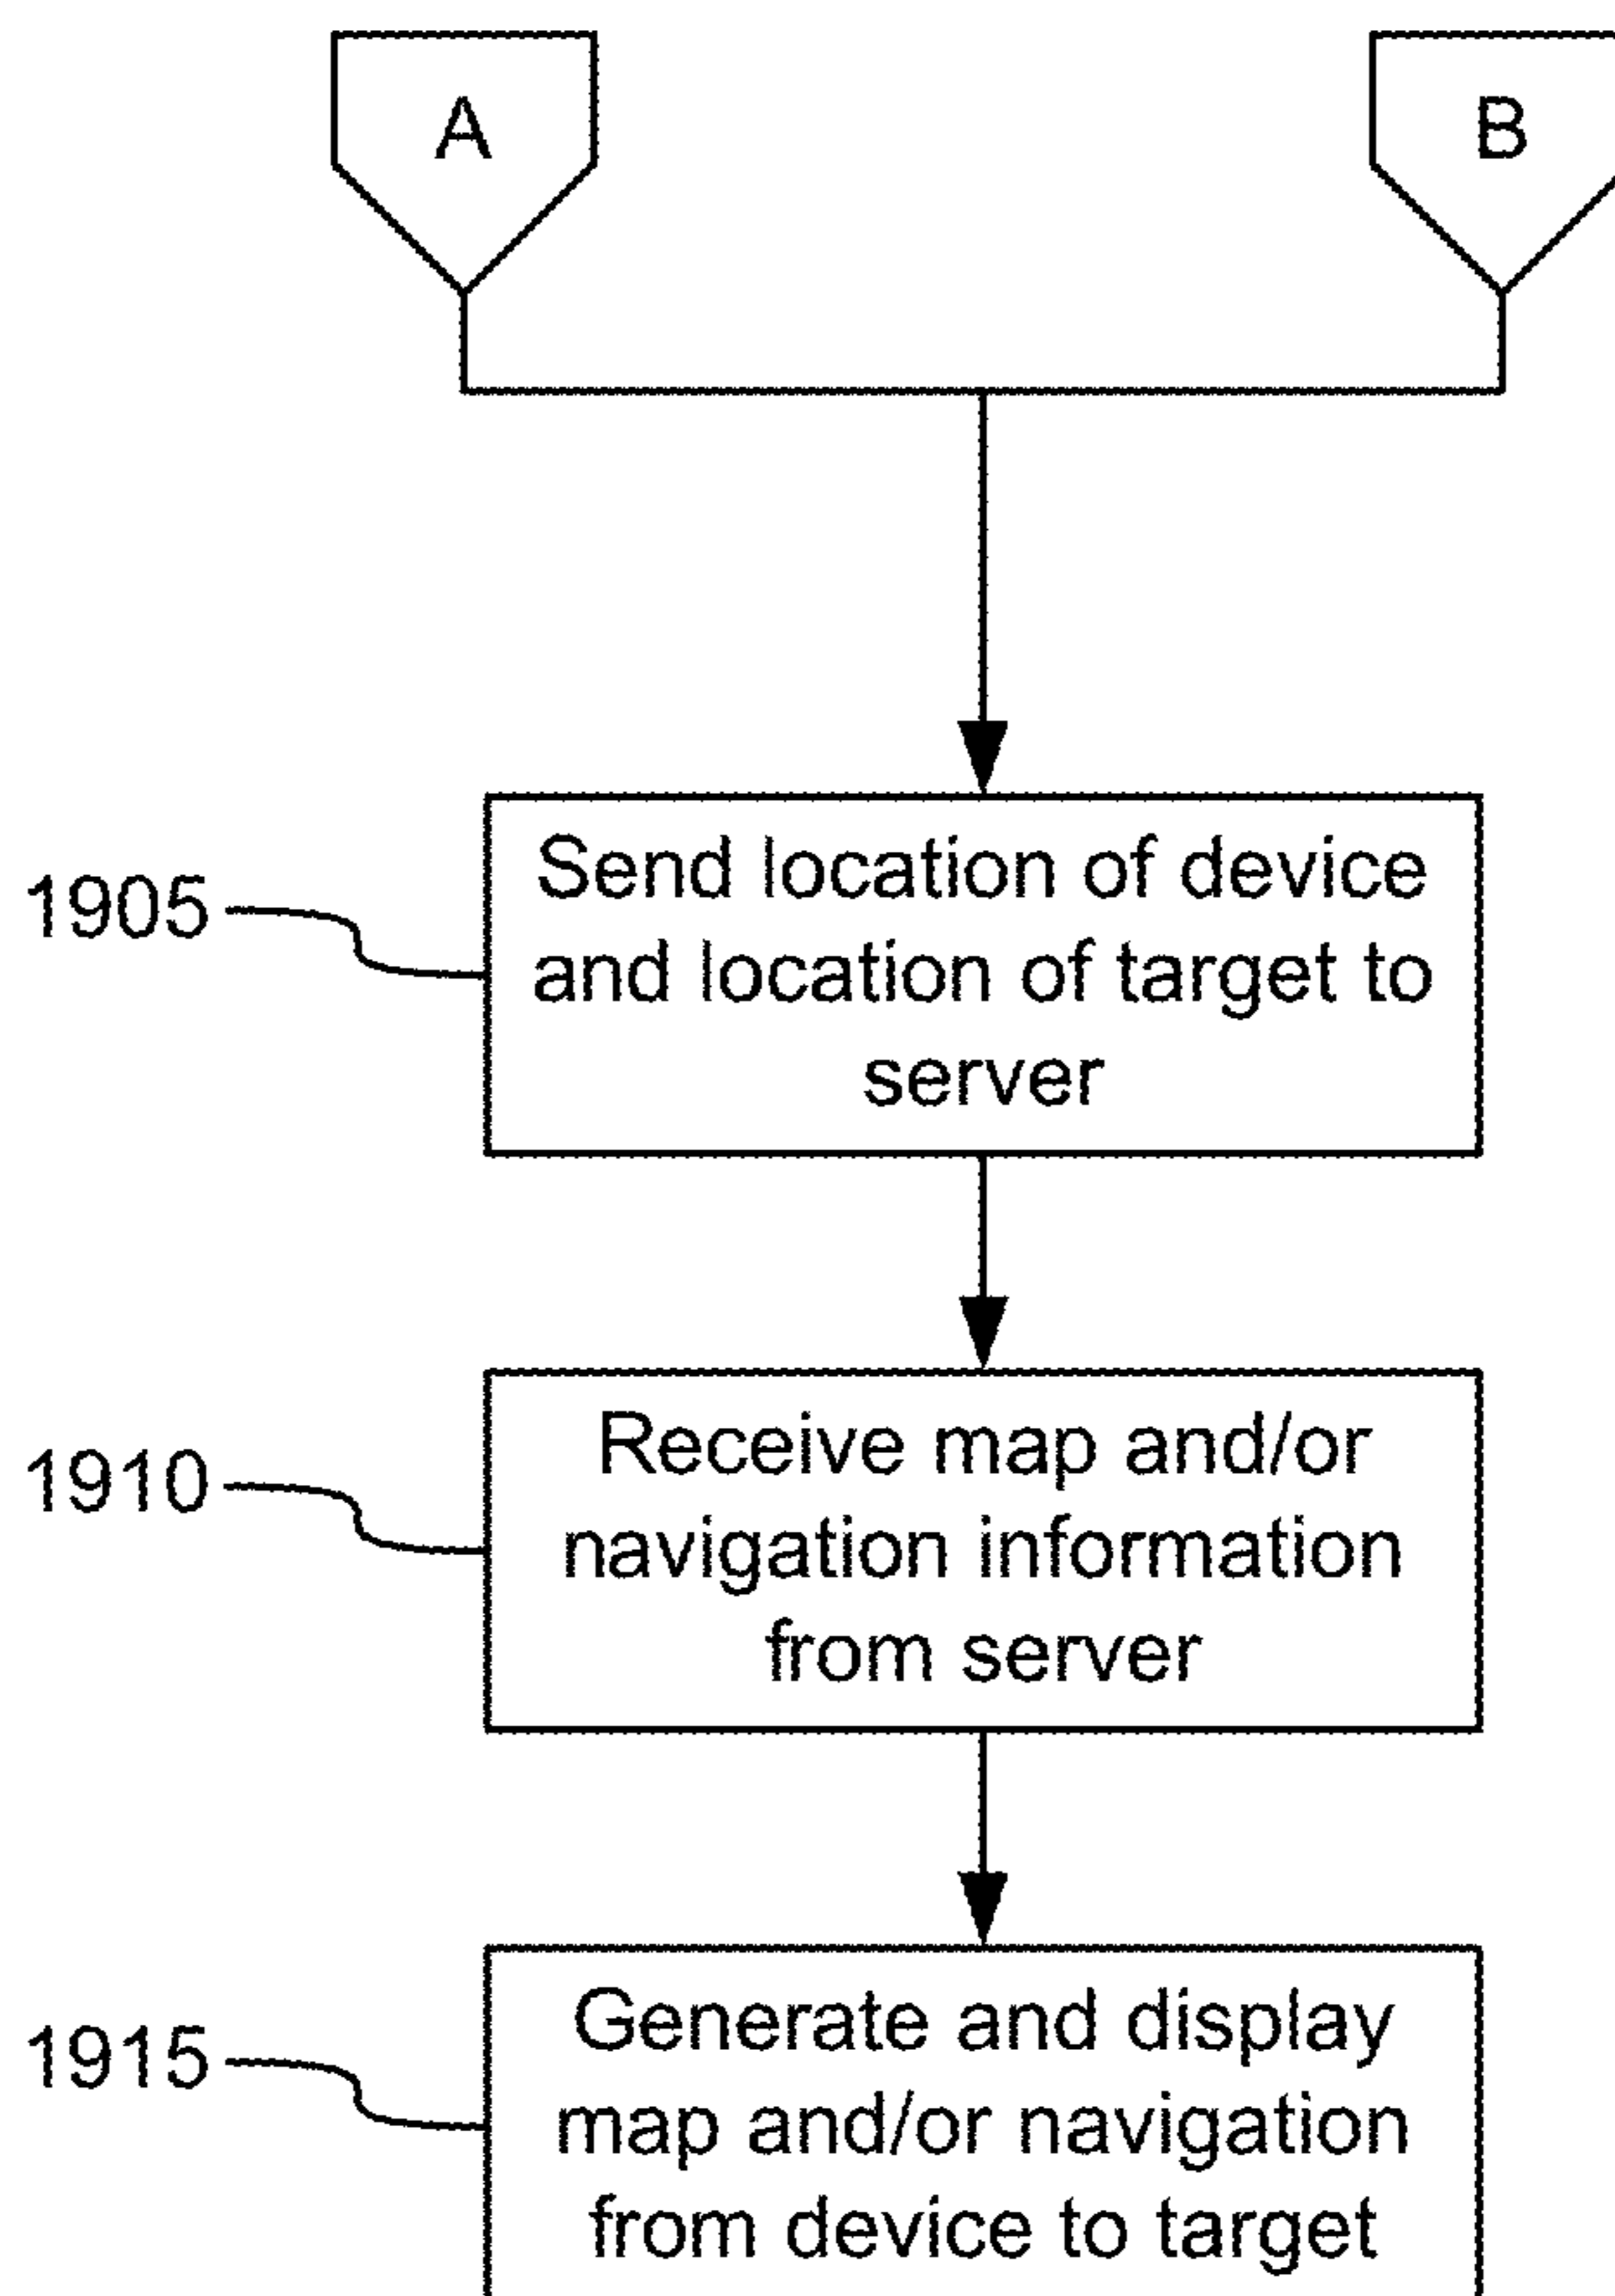 A
B
1905
Send location of device
and location of target to
server
1910
Receive map and/or
navigation information
from server
1915
Generate and display
map and/or navigation
from device to target